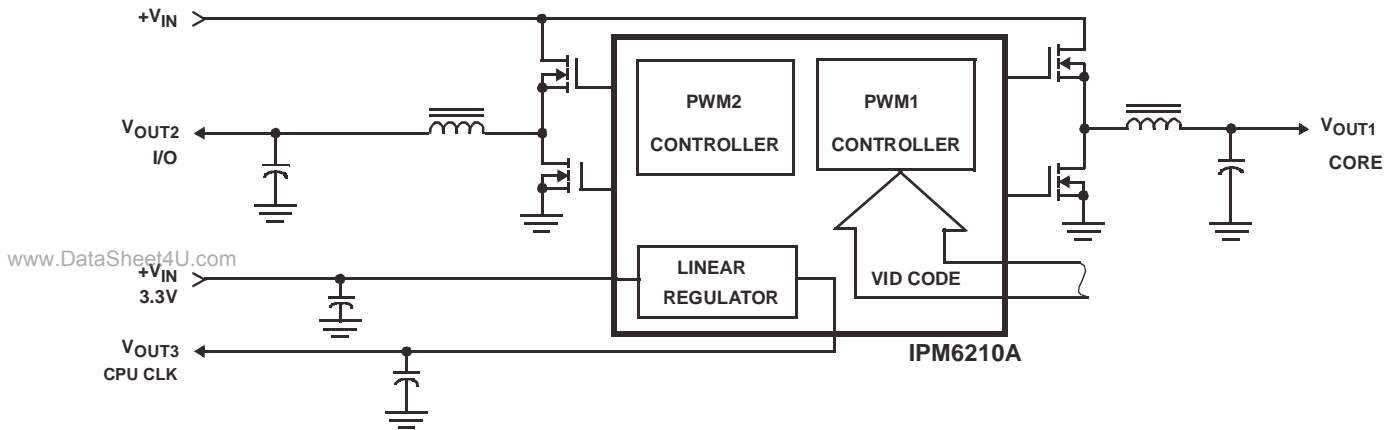 +VIN
PWM2
CONTROLLER
PWM1
CONTROLLER
VOUT2
I/O
VOUT1
CORE
www.DataSheet4U.com
+VIN
3.3V
LINEAR
REGULATOR
VID CODE
VOUT3
CPU CLK
IPM6210A